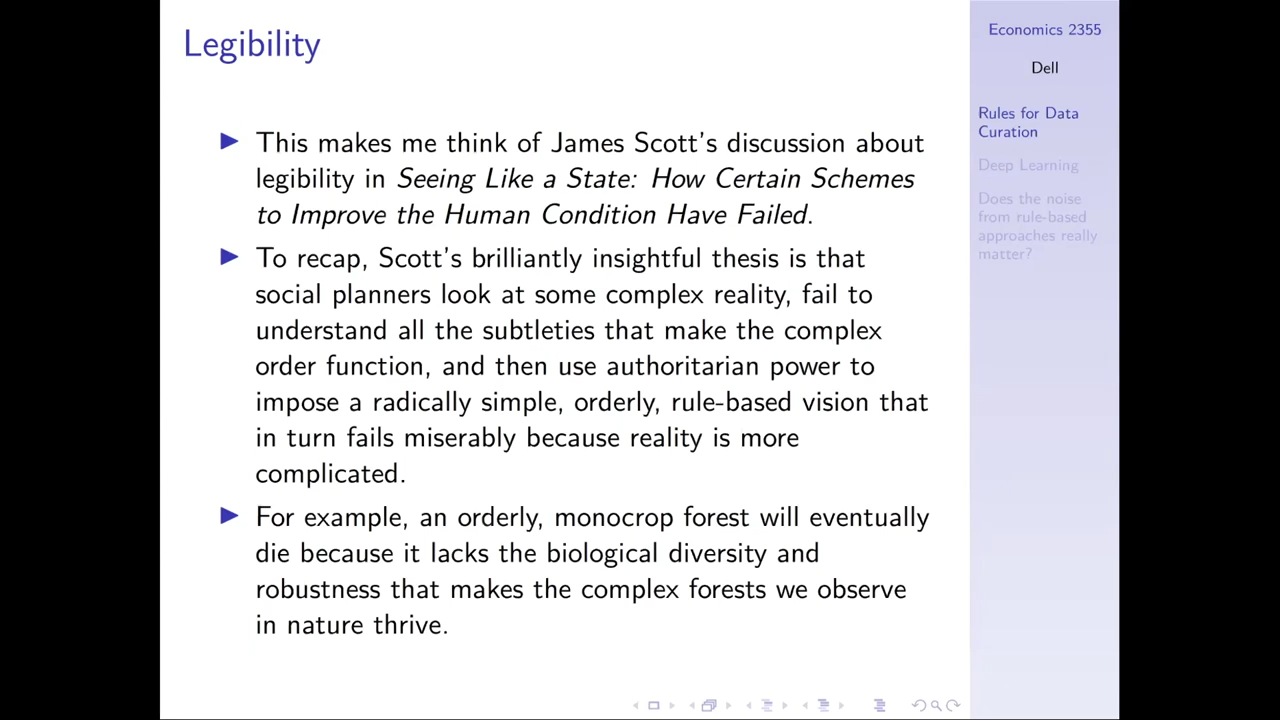 Legibility
This makes me think of James Scott's discussion about
legibility in Seeing Like a State: How Certain Schemes
to Improve the Human Condition Have Failed.
To recap, Scott's brilliantly insightful thesis is that
social planners look at some complex reality, fail to
understand all the subtleties that make the complex
order function, and then use authoritarian power to
impose a radically simple, orderly, rule-based vision that
in turn fails miserably because reality is more
complicated.
For example, an orderly, monocrop forest will eventually
die because it lacks the biological diversity and
robustness that makes the complex forests we observe
in nature thrive.
Economics 2355
Dell
Rules for Data
Curation
Deep Learning
Does the noise
from rule-based
approaches really
matter?